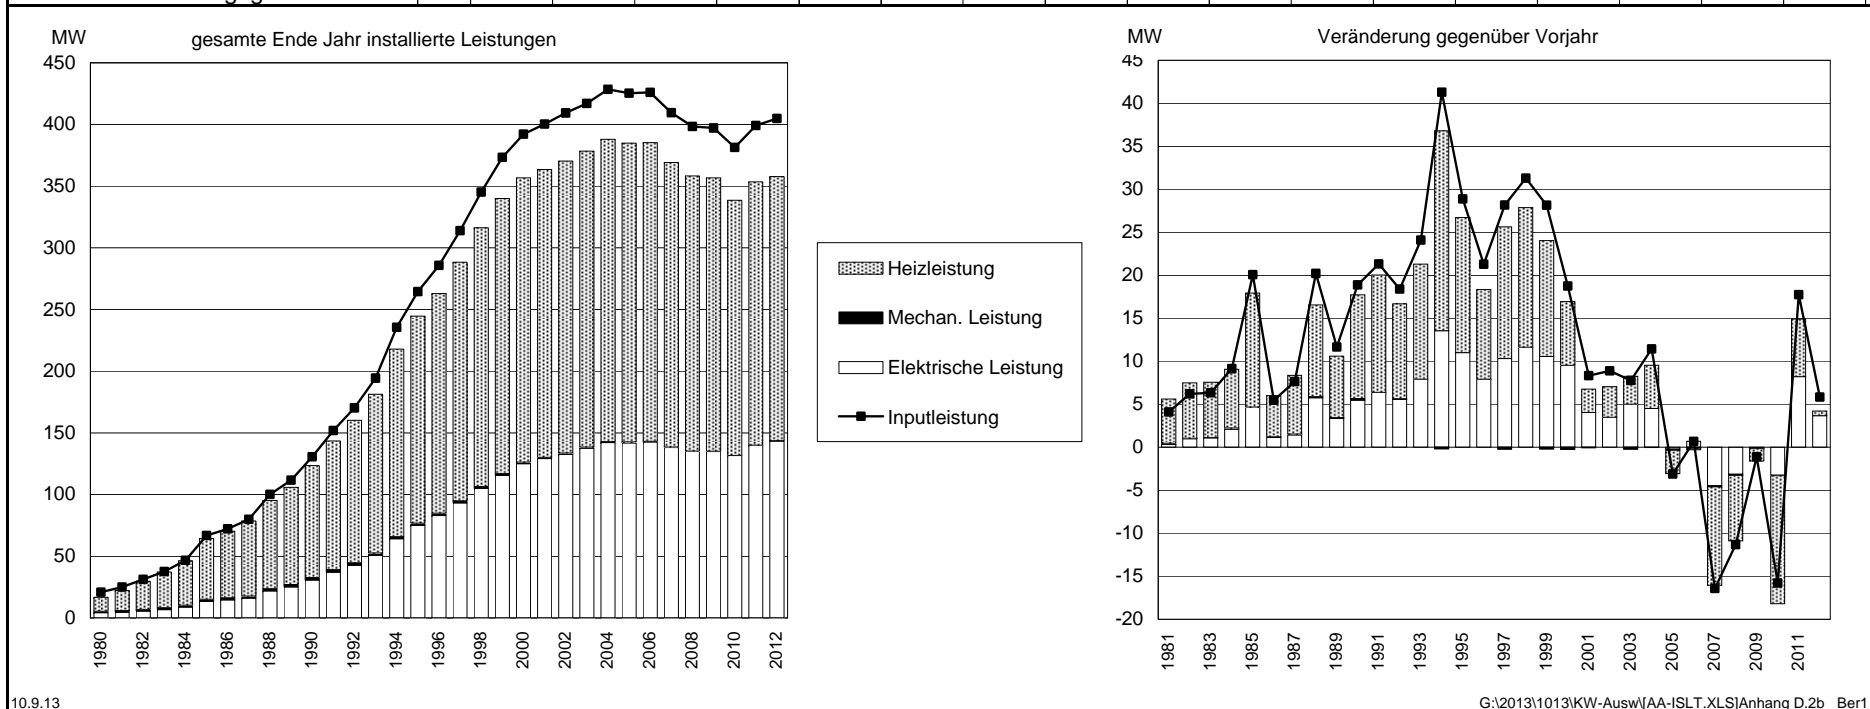 MW gesamte Ende Jahr installierte Leistungen
450
400
350
300
250
200
150
100
50
0
1980 1982 1984 1986 1988 1990 1992 1994 1996 1998 2000 2002 2004 2006 2008 2010 2012
Heizleistung
Mechan. Leistung
Elektrische Leistung
Inputleistung
MW Veränderung gegenüber Vorjahr
45
40
35
30
25
20
15
10
5
0
-5
-10
-15
-20
1981 1983 1985 1987 1989 1991 1993 1995 1997 1999 2001 2003 2005 2007 2009 2011
10.9.13 G:\2013\1013\KW-Ausw\[AA-ISLT.XLS]Anhang D.2b Ber1